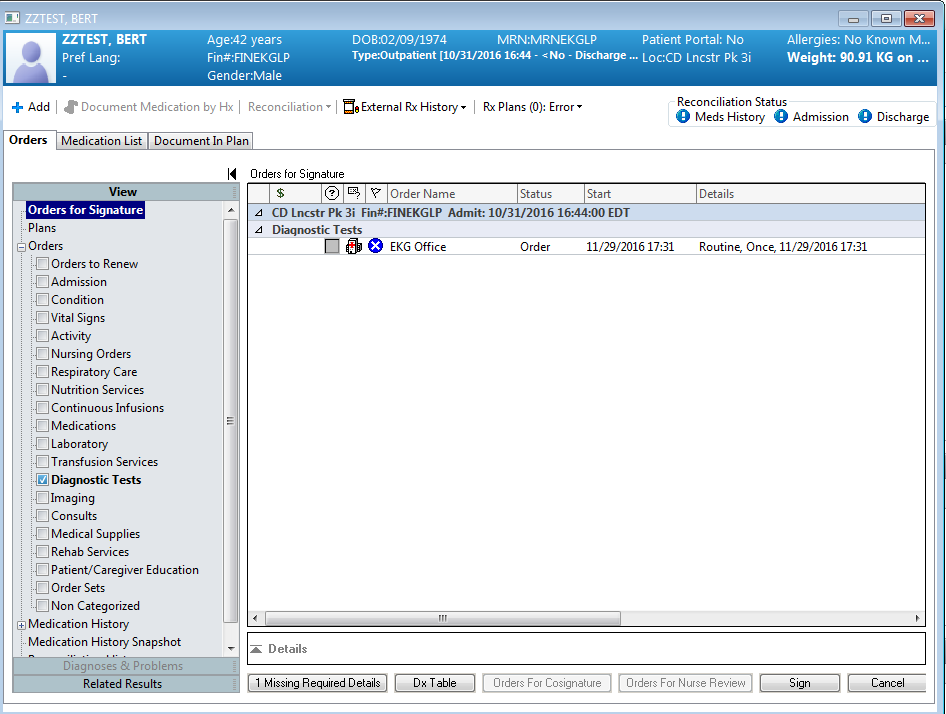 ZZTEST, BERT
ZZTEST, BERT Age:42 years DOB:02/09/1974 MRN:MRNEKGLP Patient Portal: No Allergies: No Known M...
Pref Lang: Fin#:FINEKGLP Type:Outpatient [10/31/2016 16:44 - <No - Discharge ... Loc:CD Lncstr Pk 3i Weight: 90.91 KG on ...
- Gender:Male
Add Document Medication by Hx Reconciliation External Rx History Rx Plans (0): Error
Reconciliation Status
Meds History Admission Discharge
Orders Medication List Document In Plan
View
Orders for Signature
Plans
Orders
Orders to Renew
Admission
Condition
Vital Signs
Activity
Nursing Orders
Respiratory Care
Nutrition Services
Continuous Infusions
Medications
Laboratory
Transfusion Services
Diagnostic Tests
Imaging
Consults
Medical Supplies
Rehab Services
Patient/Caregiver Education
Order Sets
Non Categorized
Medication History
Medication History Snapshot
Diagnoses & Problems
Related Results
Orders for Signature
$ Order Name Status Start Details
CD Lncstr Pk 3i Fin#:FINEKGLP Admit: 10/31/2016 16:44:00 EDT
Diagnostic Tests
EKG Office Order 11/29/2016 17:31 Routine, Once, 11/29/2016 17:31
Details
1 Missing Required Details Dx Table Orders For Cosignature Orders For Nurse Review Sign Cancel